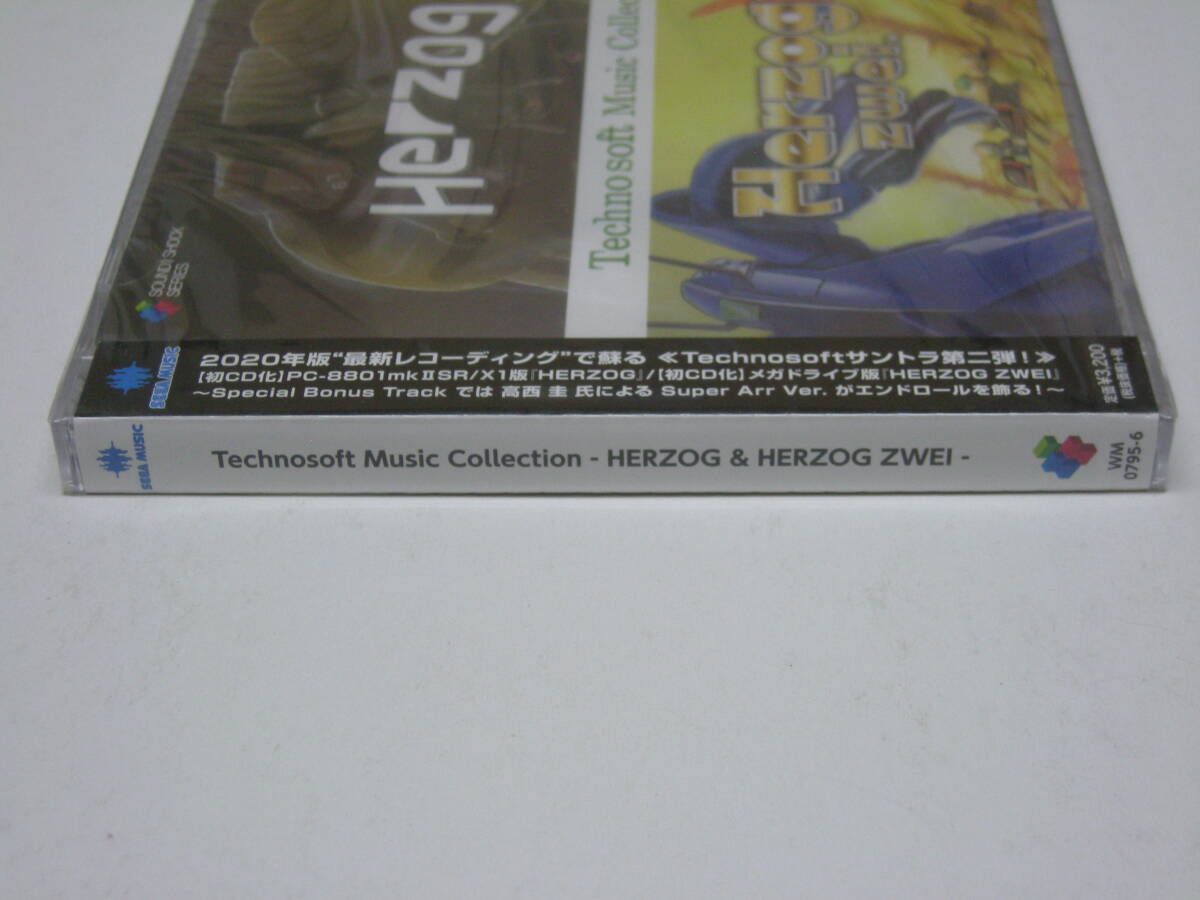 Herzog
Technosoft Music Collec
Herzog
zwei
SOUND! SHOCK
SERIES
SEGA MUSIC
2020年版“最新レコーディング”で蘇る ≪Technosoftサントラ第二弾!≫
【初CD化】PC-8801mkⅡSR/X1版『HERZOG』/【初CD化】メガドライブ版『HERZOG ZWEI』
～Special Bonus Track では 高西 圭 氏による Super Arr Ver. がエンドロールを飾る!～
定価¥3,200
(税抜価格)+税
SEGA MUSIC
Technosoft Music Collection - HERZOG & HERZOG ZWEI -
WM
0795-6